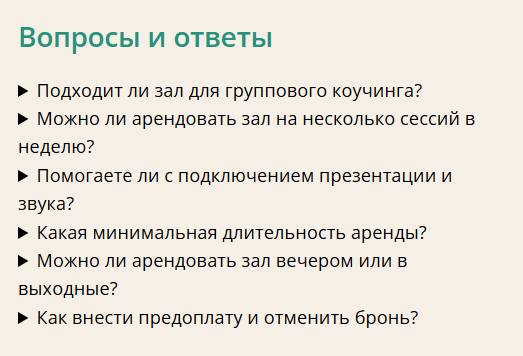 Вопросы и ответы
▶ Подходит ли зал для группового коучинга?
▶ Можно ли арендовать зал на несколько сессий в
неделю?
▶ Помогаете ли с подключением презентации и
звука?
▶ Какая минимальная длительность аренды?
▶ Можно ли арендовать зал вечером или в
выходные?
▶ Как внести предоплату и отменить бронь?